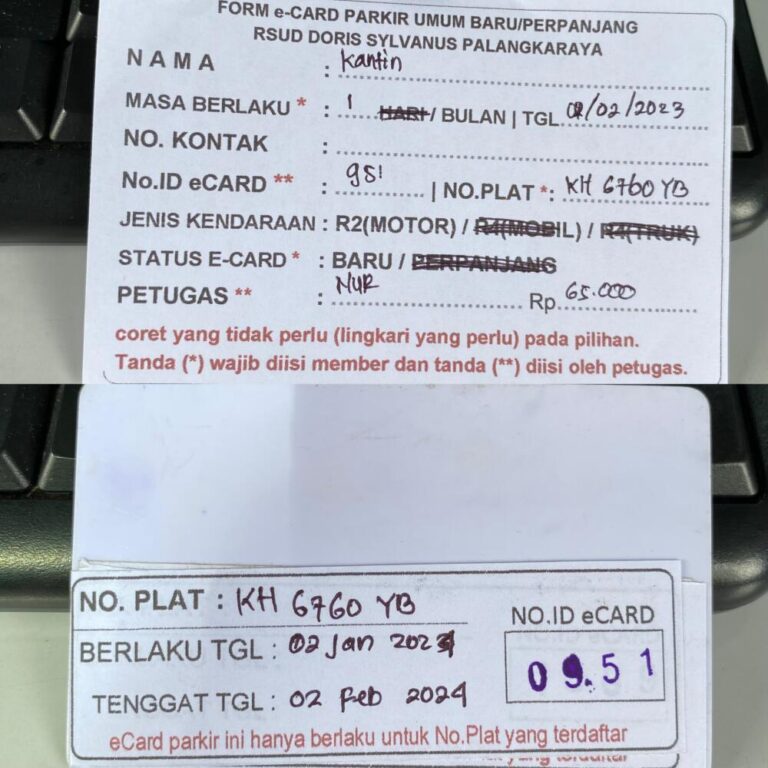 FORM e-CARD PARKIR UMUM BARU/PERPANJANG
RSUD DORIS SYLVANUS PALANGKARAYA
NAMA : Kantin
MASA BERLAKU * : 1 HARI / BULAN | TGL 02/02/2023
NO. KONTAK :
No.ID eCARD ** : 951 | NO.PLAT *: KH 6760 YB
JENIS KENDARAAN : R2(MOTOR) / R4(MOBIL) / R4(TRUK)
STATUS E-CARD * : BARU / PERPANJANG
PETUGAS ** : NUR Rp. 65.000
coret yang tidak perlu (lingkari yang perlu) pada pilihan.
Tanda (*) wajib diisi member dan tanda (**) diisi oleh petugas.
NO. PLAT : KH 6760 YB
NO.ID eCARD
BERLAKU TGL : 02 Jan 2024
09.51
TENGGAT TGL : 02 Feb 2024
eCard parkir ini hanya berlaku untuk No.Plat yang terdaftar
yang terdaftar